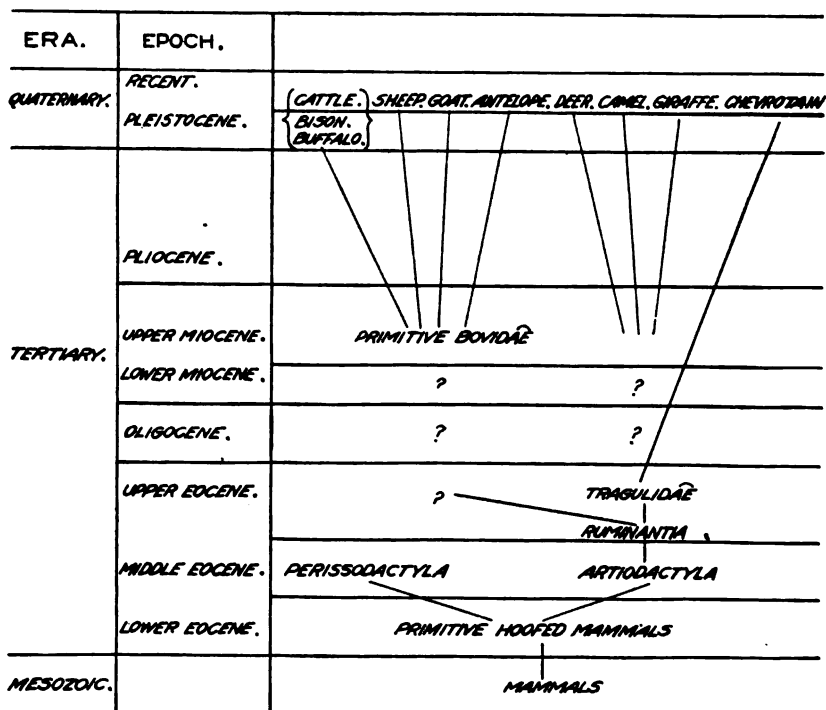 ERA. EPOCH.
RECENT.
QUATERNARY. {CATTLE.} SHEEP. GOAT. ANTELOPE. DEER. CAMEL. GIRAFFE. CHEVROTAIN
PLEISTOCENE. {BISON.
BUFFALO.}
PLIOCENE.
UPPER MIOCENE. PRIMITIVE BOVIDAE
TERTIARY.
LOWER MIOCENE. ? ?
OLIGOCENE. ? ?
UPPER EOCENE. ? TRAGULIDAE
RUMINANTIA
MIDDLE EOCENE. PERISSODACTYLA ARTIODACTYLA
LOWER EOCENE. PRIMITIVE HOOFED MAMMALS
MESOZOIC. MAMMALS